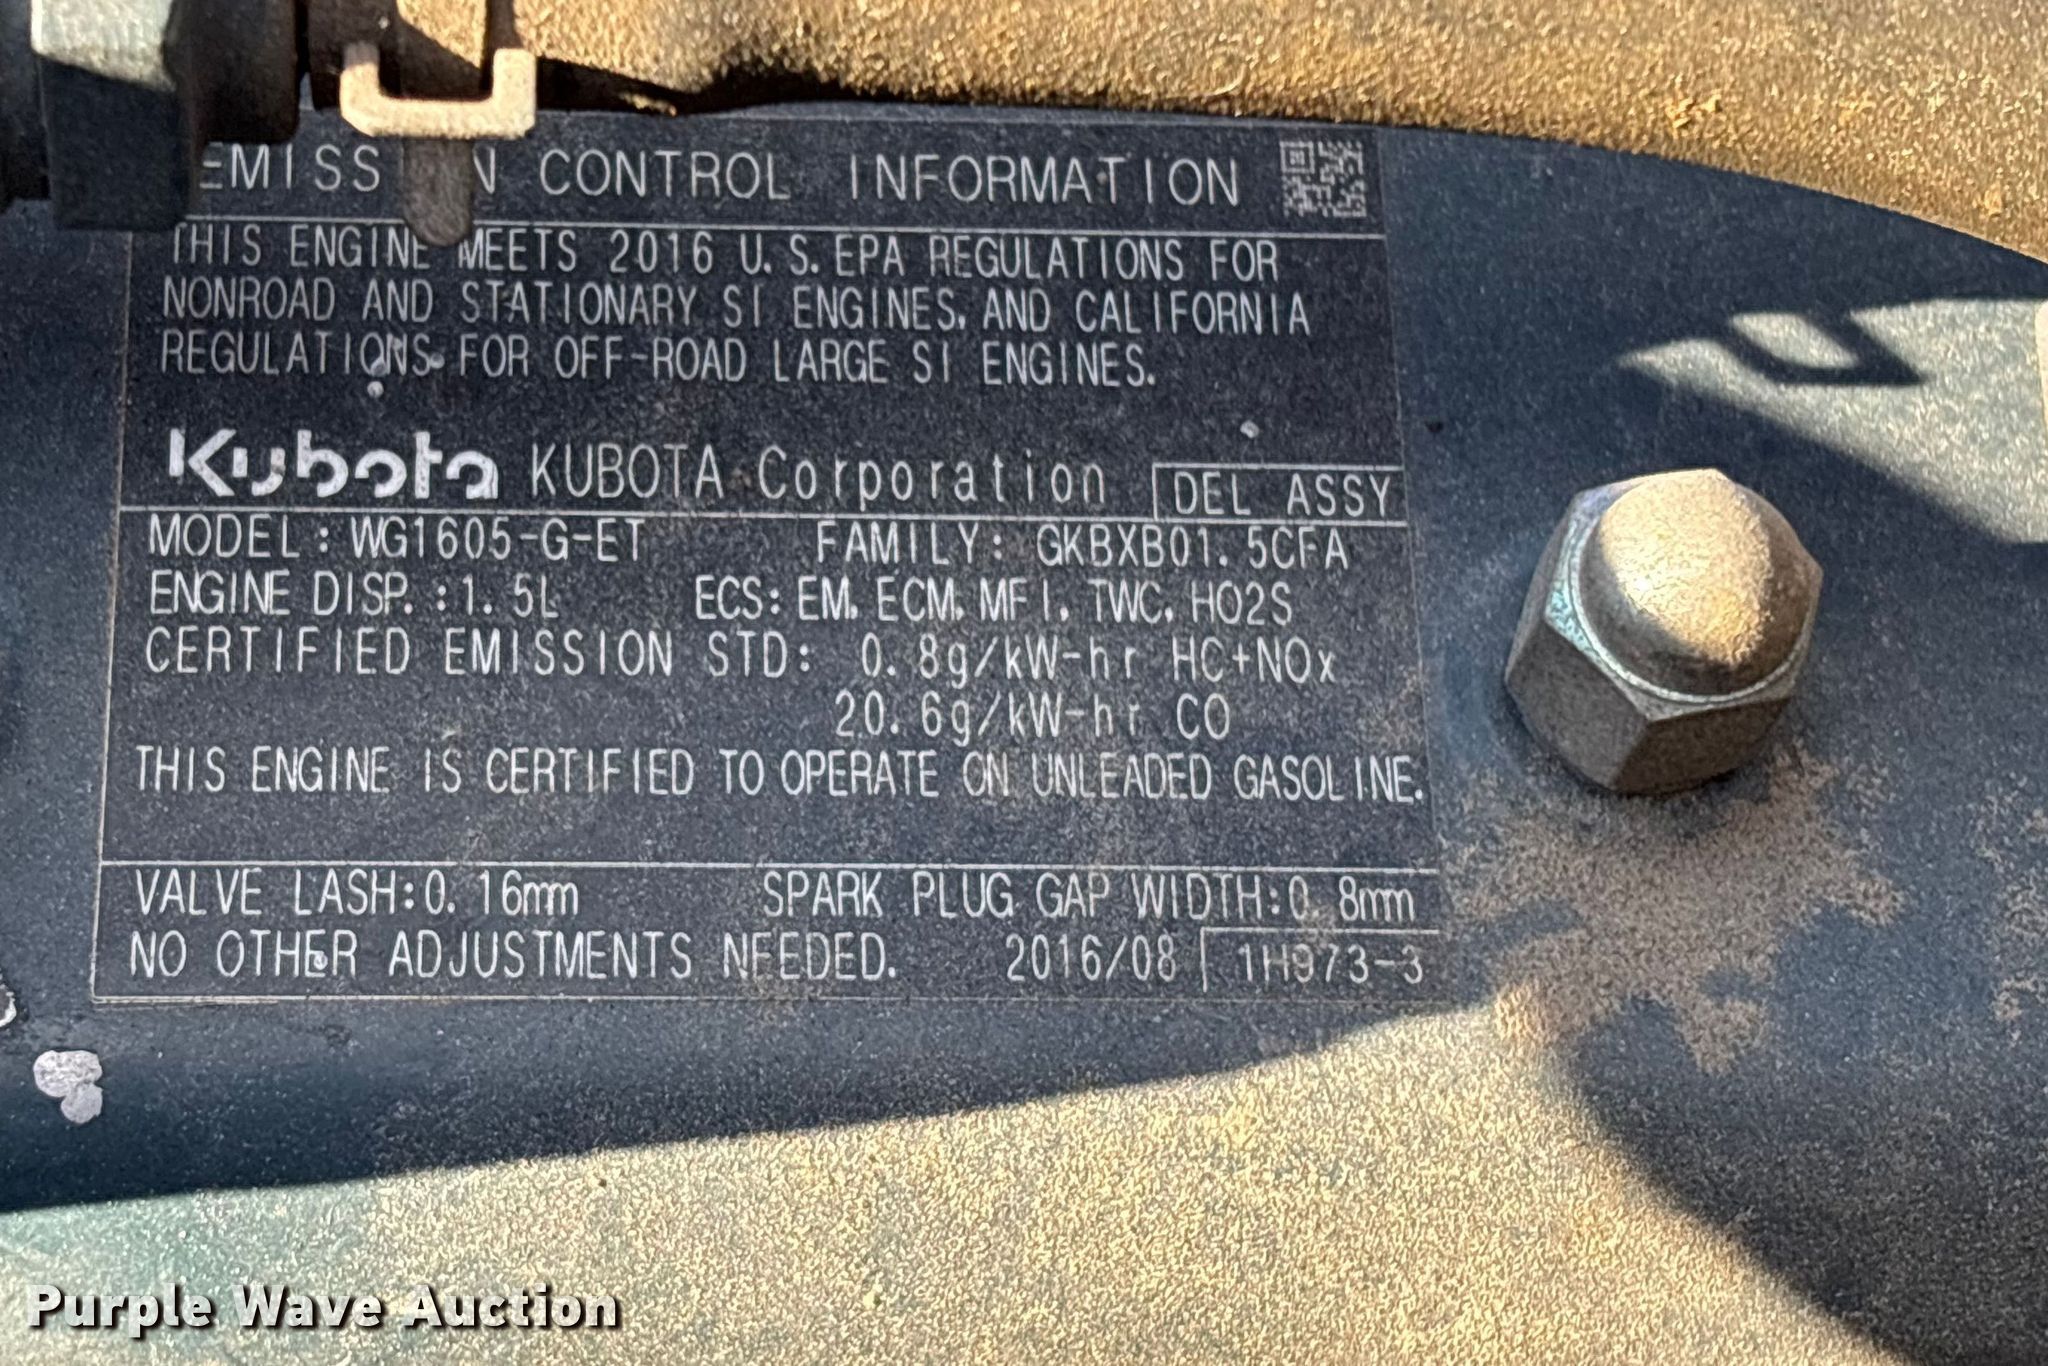 EMISS N CONTROL INFORMATION
THIS ENGINE MEETS 2016 U.S. EPA REGULATIONS FOR
NONROAD AND STATIONARY SI ENGINES, AND CALIFORNIA
REGULATIONS FOR OFF-ROAD LARGE SI ENGINES.
Kubota KUBOTA Corporation DEL ASSY
MODEL: WG1605-G-ET FAMILY: GKBXB01.5CFA
ENGINE DISP.:1.5L ECS: EM, ECM, MFI, TWC, HO2S
CERTIFIED EMISSION STD: 0.8g/kW-hr HC+NOx
20.6g/kW-hr CO
THIS ENGINE IS CERTIFIED TO OPERATE ON UNLEADED GASOLINE.
VALVE LASH:0.16mm SPARK PLUG GAP WIDTH:0.8mm
NO OTHER ADJUSTMENTS NEEDED. 2016/08 1H973-3
Purple Wave Auction